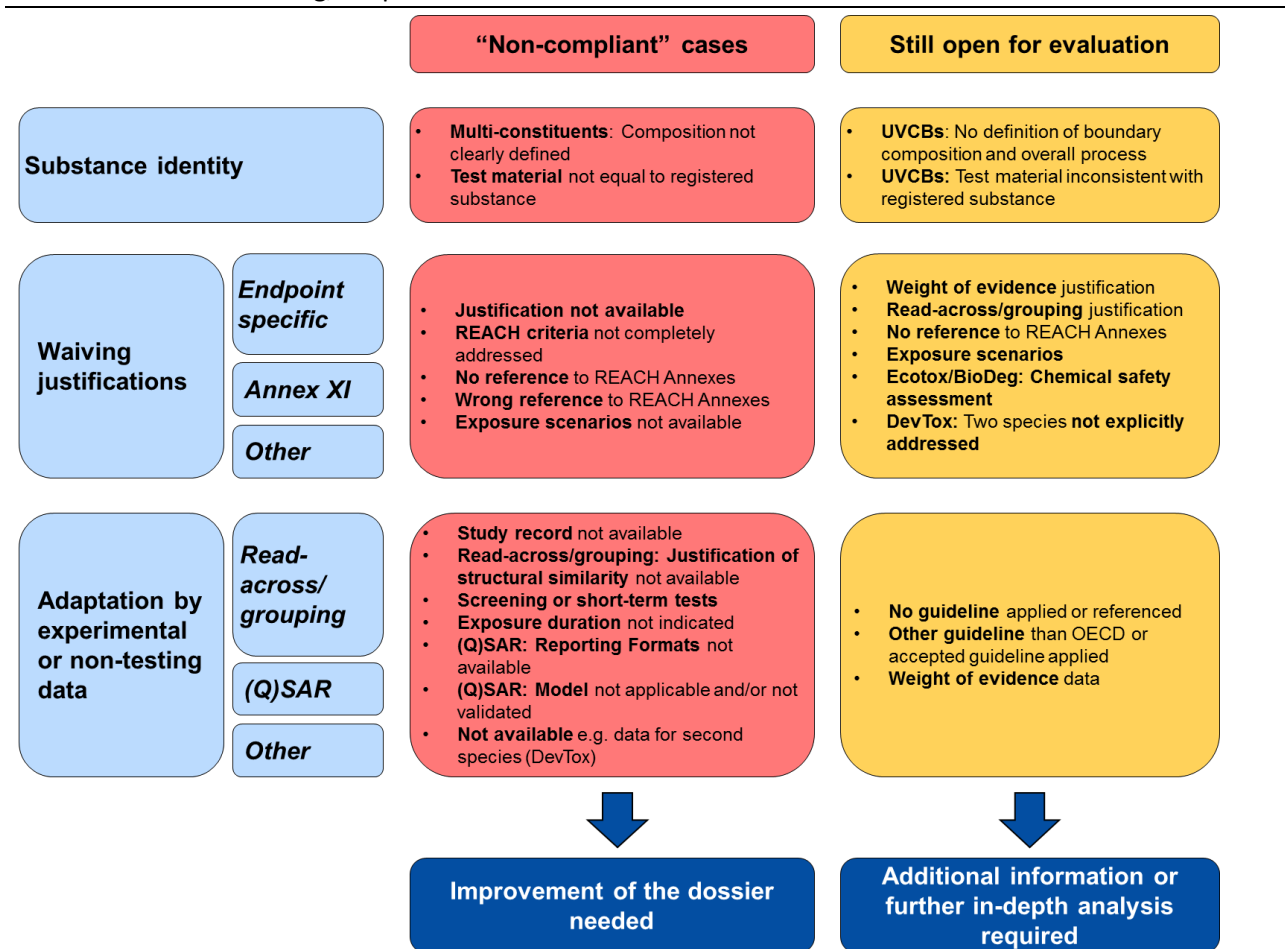 “Non-compliant” cases
Still open for evaluation
Substance identity
• Multi-constituents: Composition not
clearly defined
• Test material not equal to registered
substance
• UVCBs: No definition of boundary
composition and overall process
• UVCBs: Test material inconsistent with
registered substance
Waiving
justifications
Endpoint
specific
Annex XI
Other
• Justification not available
• REACH criteria not completely
addressed
• No reference to REACH Annexes
• Wrong reference to REACH Annexes
• Exposure scenarios not available
• Weight of evidence justification
• Read-across/grouping justification
• No reference to REACH Annexes
• Exposure scenarios
• Ecotox/BioDeg: Chemical safety
assessment
• DevTox: Two species not explicitly
addressed
Adaptation by
experimental
or non-testing
data
Read-
across/
grouping
(Q)SAR
Other
• Study record not available
• Read-across/grouping: Justification of
structural similarity not available
• Screening or short-term tests
• Exposure duration not indicated
• (Q)SAR: Reporting Formats not
available
• (Q)SAR: Model not applicable and/or not
validated
• Not available e.g. data for second
species (DevTox)
• No guideline applied or referenced
• Other guideline than OECD or
accepted guideline applied
• Weight of evidence data
Improvement of the dossier
needed
Additional information or
further in-depth analysis
required